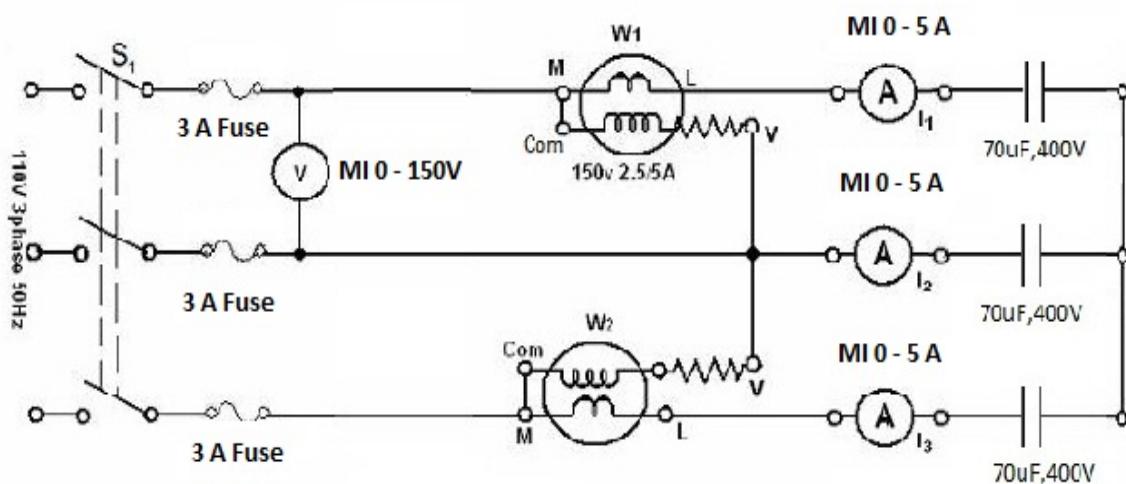 MI 0 - 5 A
W1
S1
M
L
A
I1
3 A Fuse
Com
V
70uF,400V
150v 2.5/5A
V
MI 0 - 150V
MI 0 - 5 A
110V 3phase 50Hz
A
I2
3 A Fuse
70uF,400V
W2
MI 0 - 5 A
Com
V
M
L
A
I3
3 A Fuse
70uF,400V